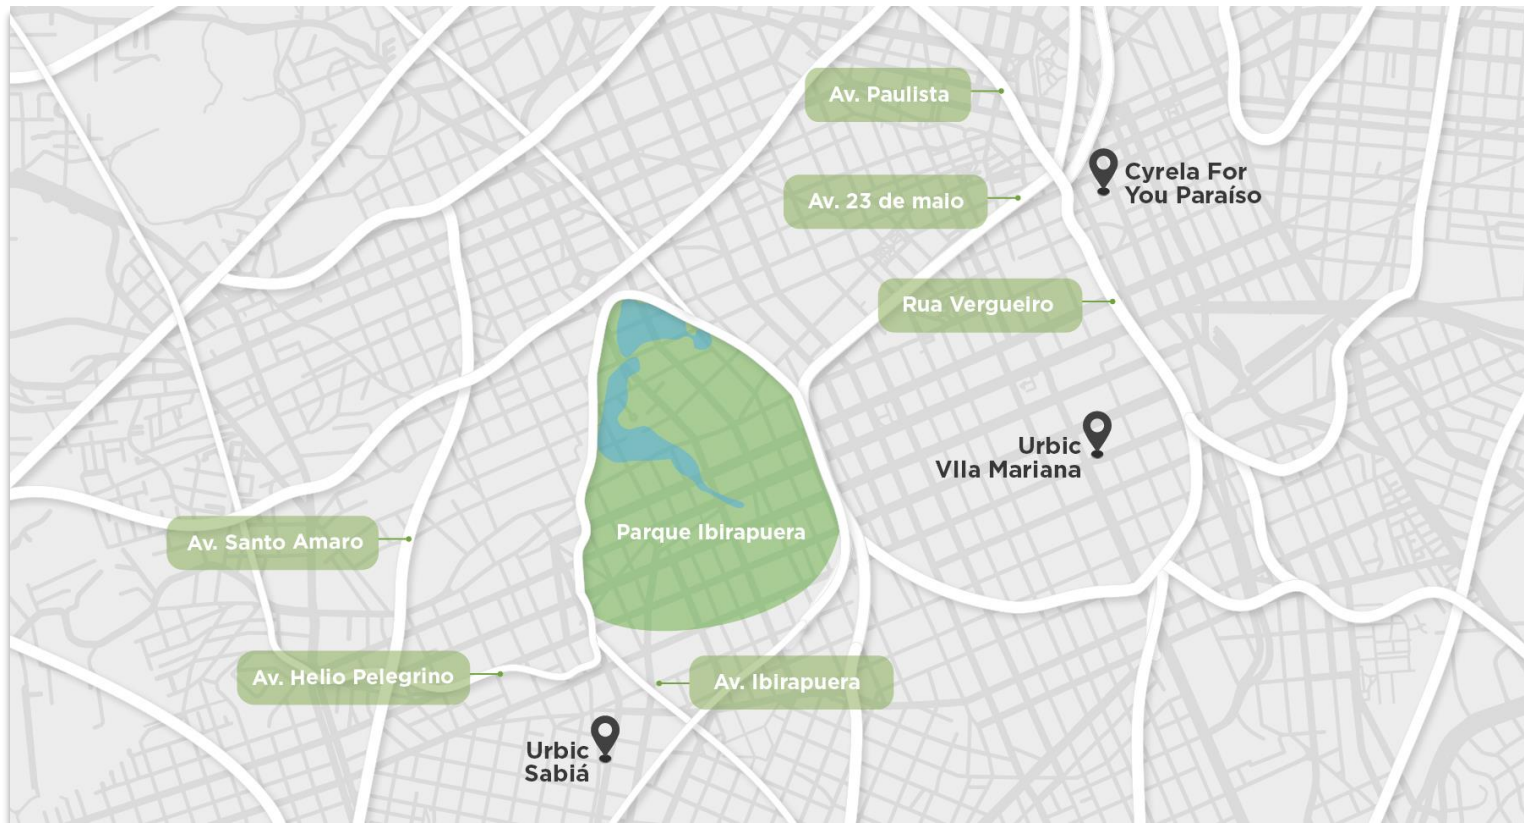 Av. Paulista
Cyrela For
You Paraíso
Av. 23 de maio
Rua Vergueiro
Urbic
VIla Mariana
Parque Ibirapuera
Av. Santo Amaro
Av. Helio Pelegrino
Av. Ibirapuera
Urbic
Sabiá